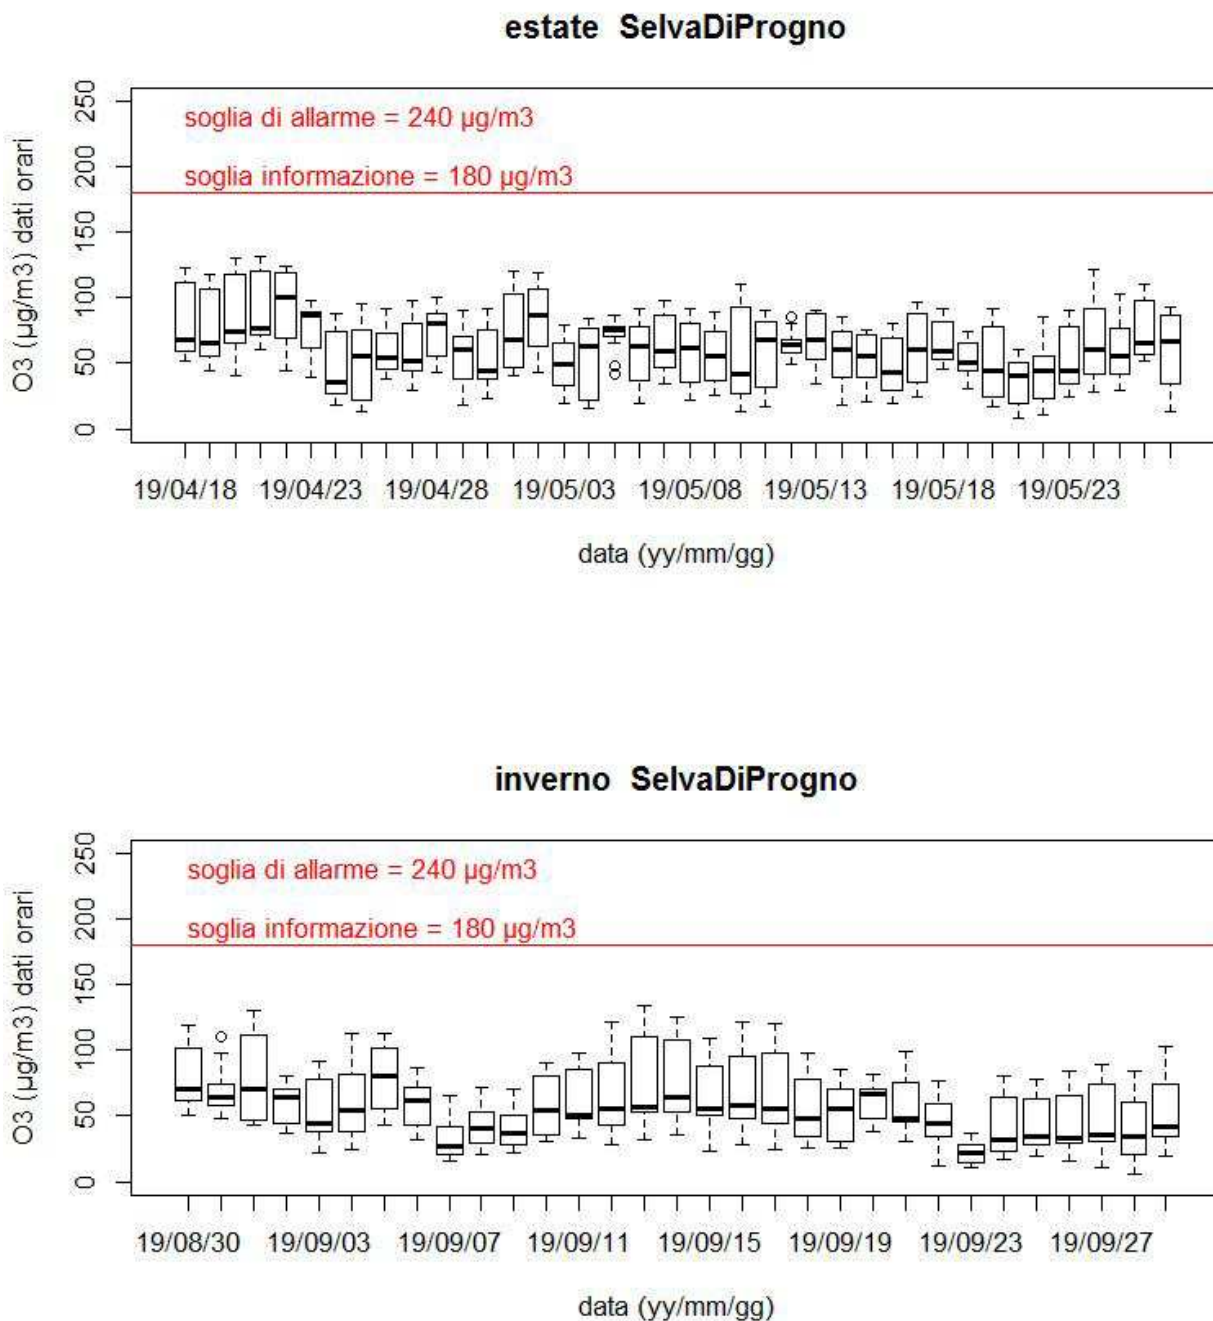 estate SelvaDiProgno
O3 (µg/m3) dati orari
250
200
150
100
50
0
soglia di allarme = 240 µg/m3
soglia informazione = 180 µg/m3
19/04/18 19/04/23 19/04/28 19/05/03 19/05/08 19/05/13 19/05/18 19/05/23
data (yy/mm/gg)
inverno SelvaDiProgno
O3 (µg/m3) dati orari
250
200
150
100
50
0
soglia di allarme = 240 µg/m3
soglia informazione = 180 µg/m3
19/08/30 19/09/03 19/09/07 19/09/11 19/09/15 19/09/19 19/09/23 19/09/27
data (yy/mm/gg)